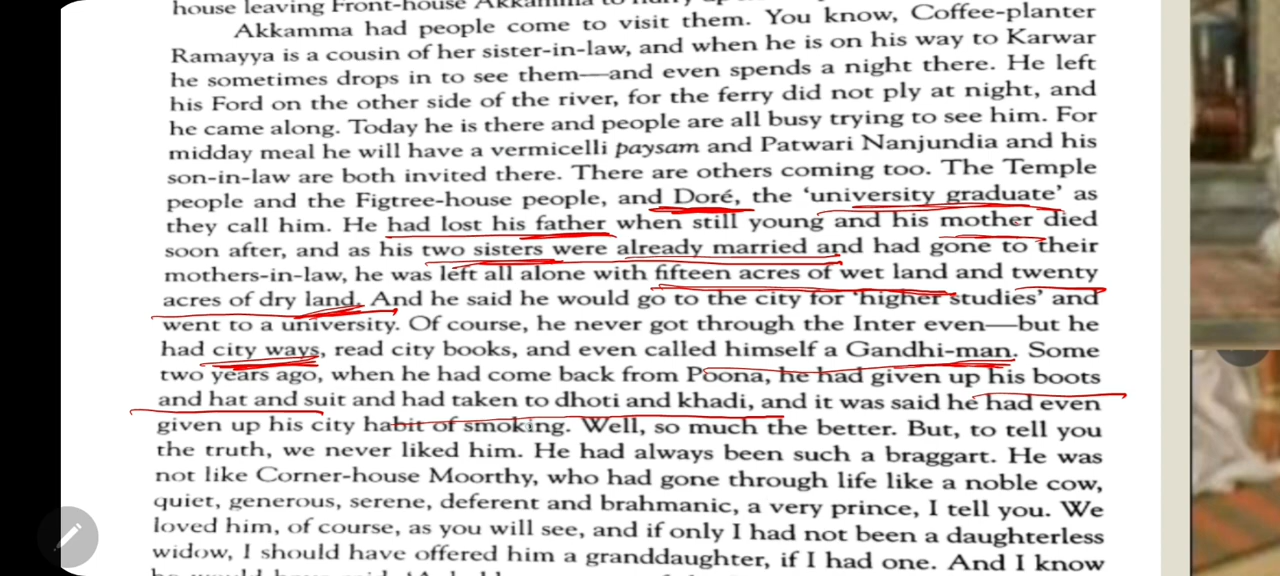 house leaving Front-house Akkamma to hurry up
Akkamma had people come to visit them. You know, Coffee-planter
Ramayya is a cousin of her sister-in-law, and when he is on his way to Karwar
he sometimes drops in to see them—and even spends a night there. He left
his Ford on the other side of the river, for the ferry did not ply at night, and
he came along. Today he is there and people are all busy trying to see him. For
midday meal he will have a vermicelli paysam and Patwari Nanjundia and his
son-in-law are both invited there. There are others coming too. The Temple
people and the Figtree-house people, and Doré, the ‘university graduate’ as
they call him. He had lost his father when still young and his mother died
soon after, and as his two sisters were already married and had gone to their
mothers-in-law, he was left all alone with fifteen acres of wet land and twenty
acres of dry land. And he said he would go to the city for ‘higher studies’ and
went to a university. Of course, he never got through the Inter even—but he
had city ways, read city books, and even called himself a Gandhi-man. Some
two years ago, when he had come back from Poona, he had given up his boots
and hat and suit and had taken to dhoti and khadi, and it was said he had even
given up his city habit of smoking. Well, so much the better. But, to tell you
the truth, we never liked him. He had always been such a braggart. He was
not like Corner-house Moorthy, who had gone through life like a noble cow,
quiet, generous, serene, deferent and brahmanic, a very prince, I tell you. We
loved him, of course, as you will see, and if only I had not been a daughterless
widow, I should have offered him a granddaughter, if I had one. And I know